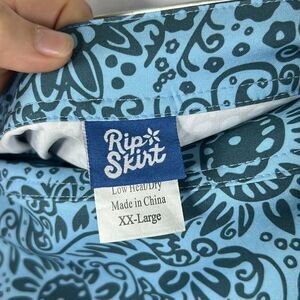 Rip
Skirt
Low Heat/Dry
Made in China
XX-Large